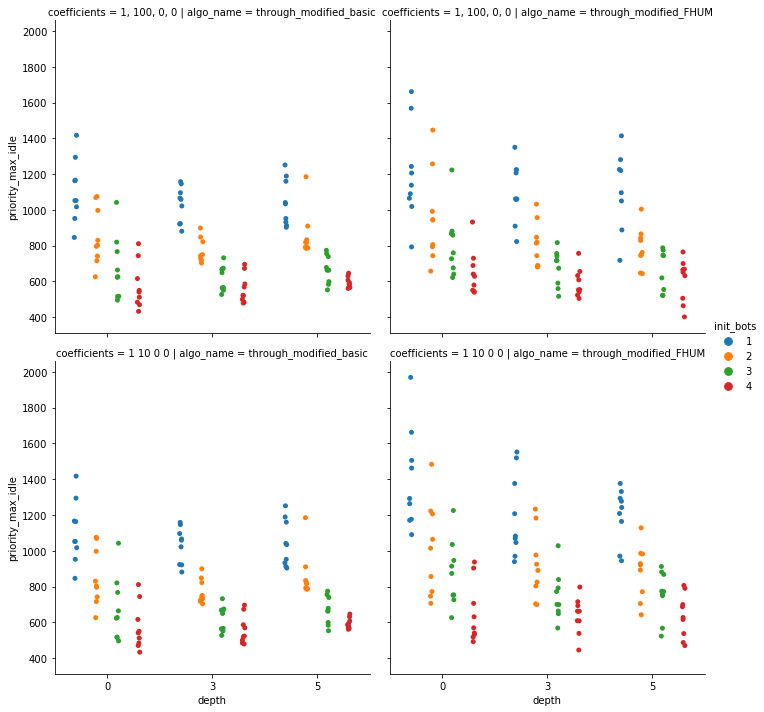 coefficients = 1, 100, 0, 0 | algo_name = through_modified_basic
coefficients = 1, 100, 0, 0 | algo_name = through_modified_FHUM
2000
1800
1600
1400
1200
1000
800
600
400
priority_max_idle
init_bots
1
2
3
4
coefficients = 1 10 0 0 | algo_name = through_modified_basic
coefficients = 1 10 0 0 | algo_name = through_modified_FHUM
2000
1800
1600
1400
1200
1000
800
600
400
priority_max_idle
0 3 5
depth
0 3 5
depth